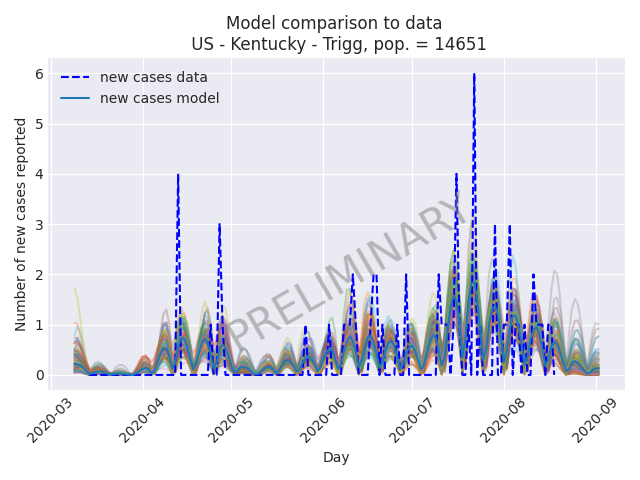 Model comparison to data
US - Kentucky - Trigg, pop. = 14651
new cases data
new cases model
Number of new cases reported
6
5
4
3
2
1
0
PRELIMINARY
2020-03
2020-04
2020-05
2020-06
2020-07
2020-08
2020-09
Day